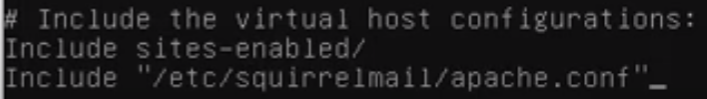 # Include the virtual host configurations:
Include sites-enabled/
Include "/etc/squirrelmail/apache.conf"_